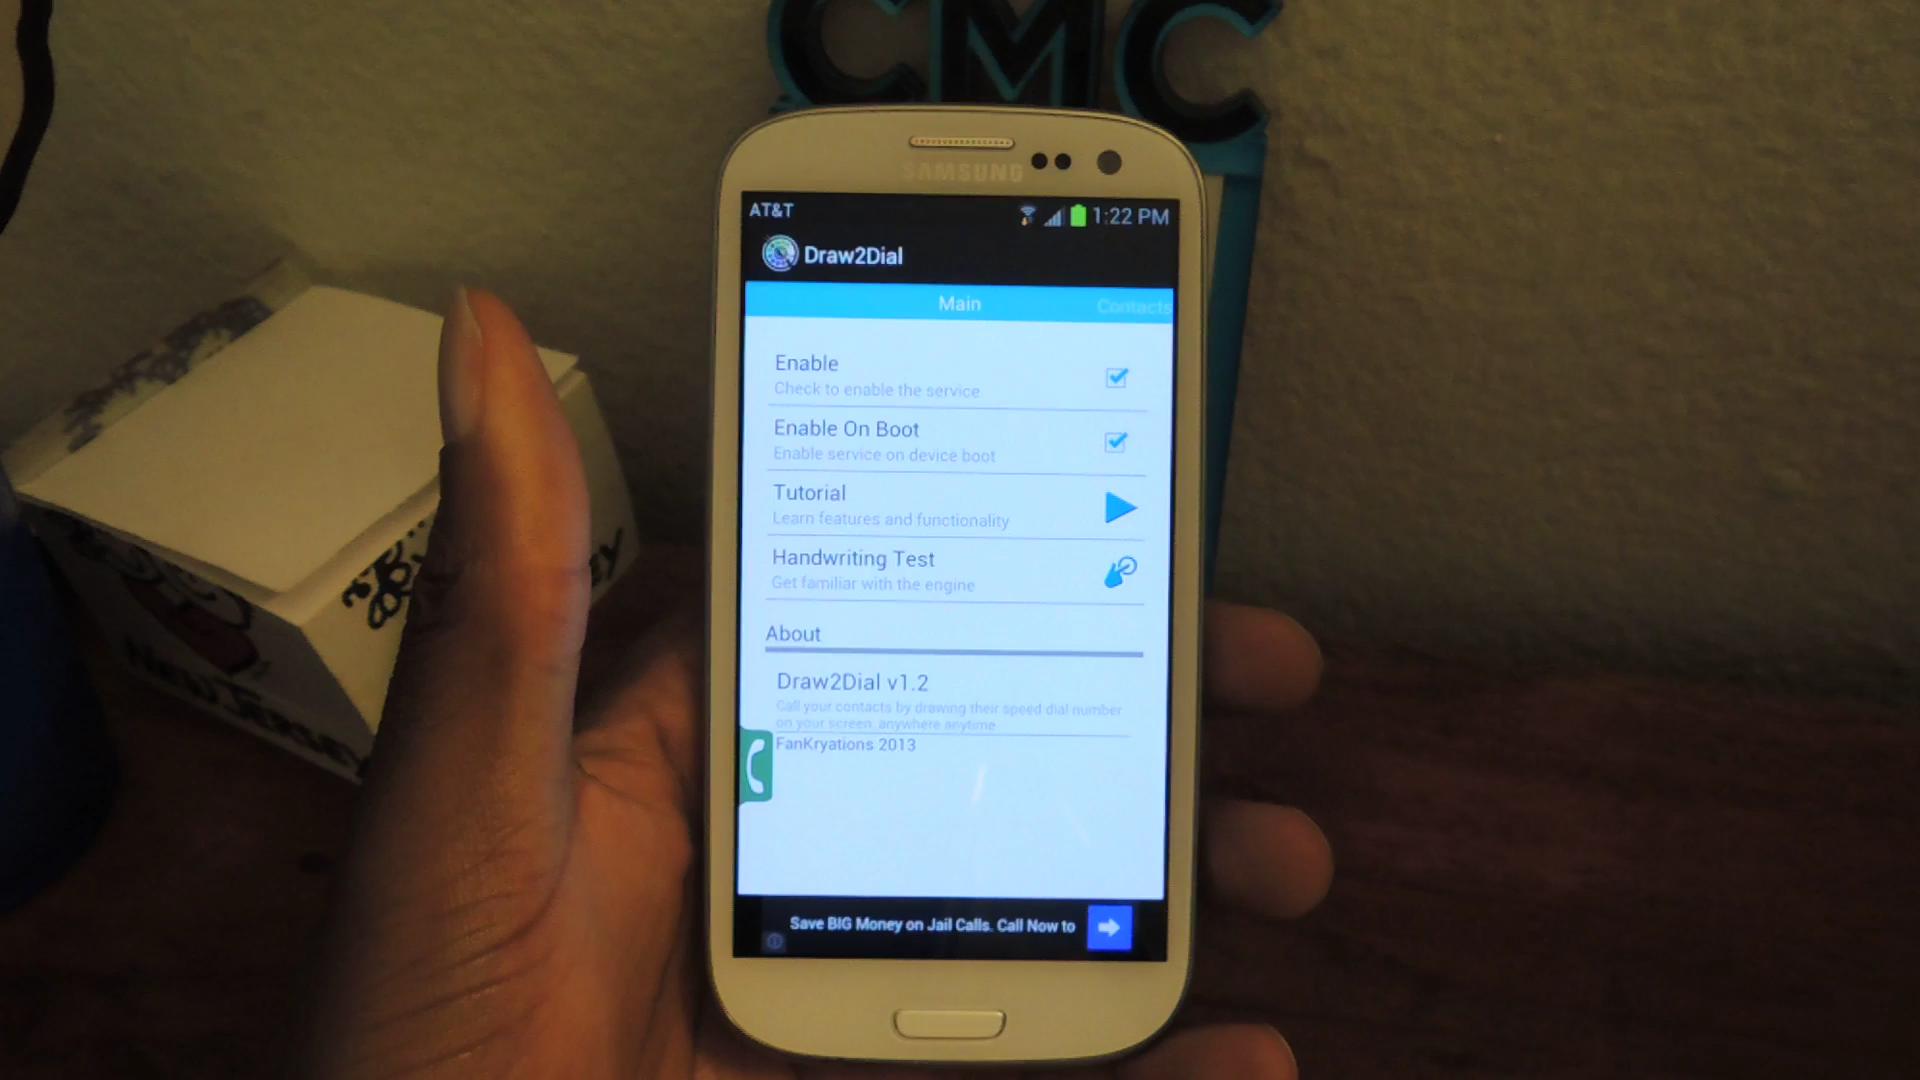 CMC
SAMSUNG
AT&T 1:22 PM
Draw2Dial
Main Contacts
Enable
Check to enable the service
Enable On Boot
Enable service on device boot
Tutorial
Learn features and functionality
Handwriting Test
Get familiar with the engine
About
Draw2Dial v1.2
Call your contacts by drawing their speed dial number
on your screen, anywhere anytime
FanKryations 2013
Save BIG Money on Jail Calls. Call Now to
New Jersey